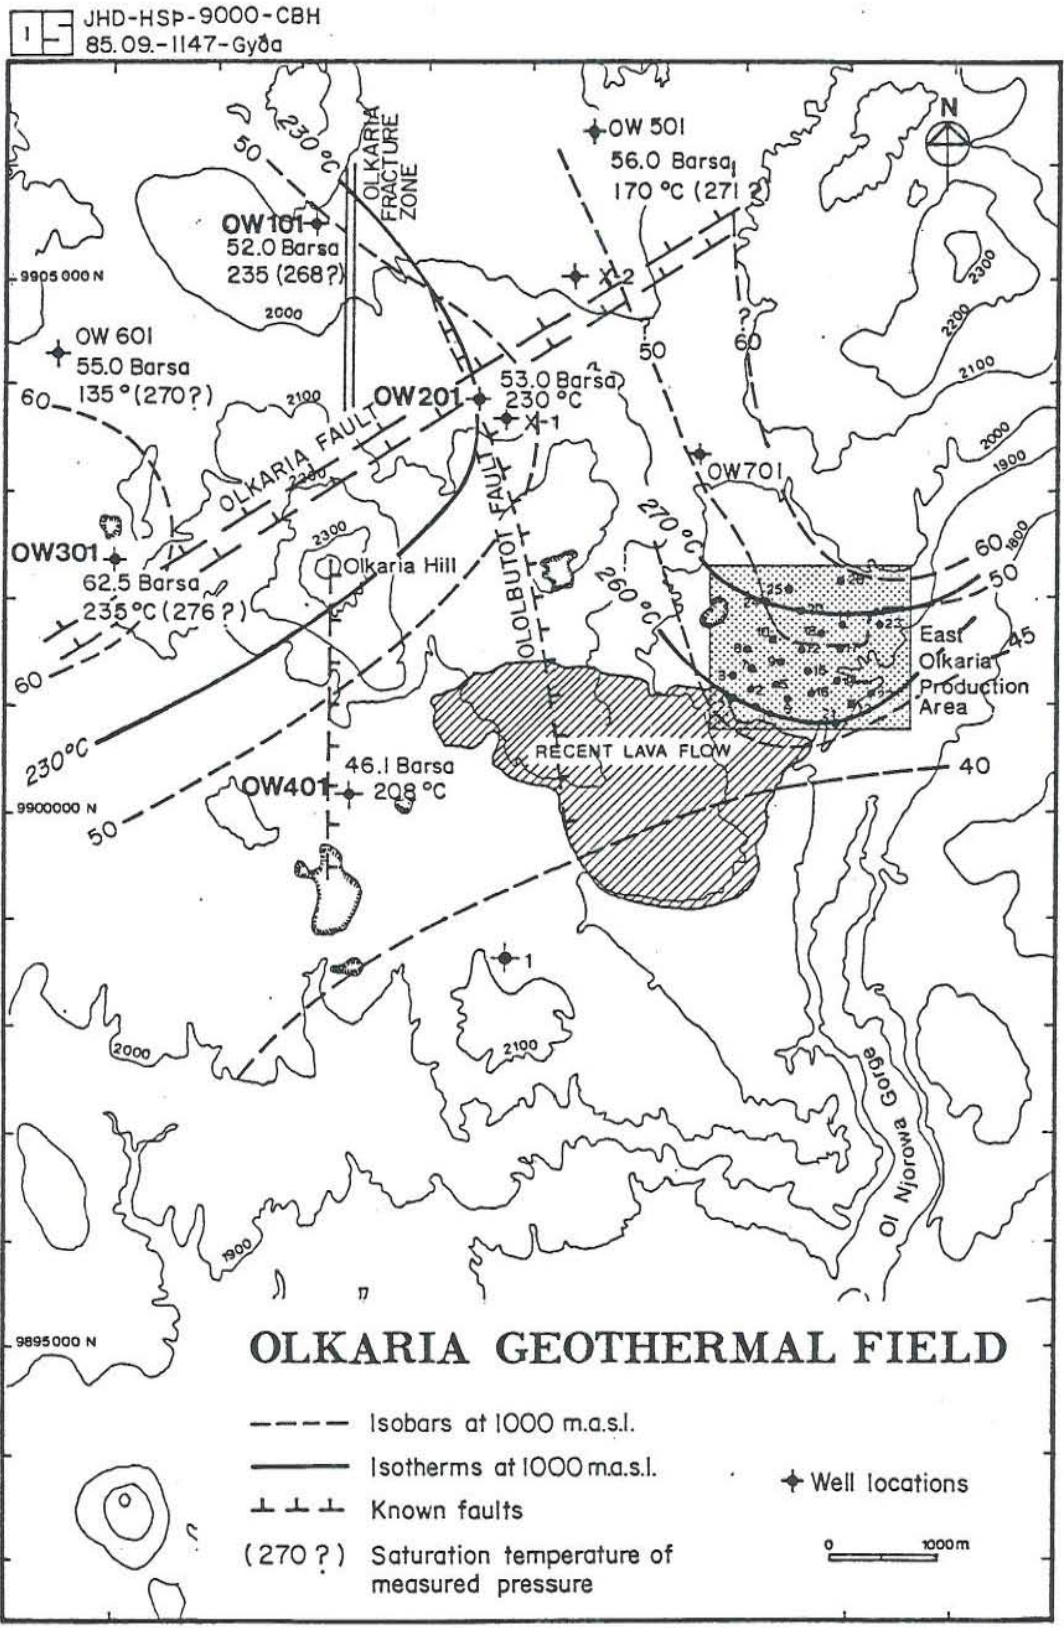 JHD-HSP-9000-CBH
85.09.-1147-Gyða
N
50
230 °C
OLKARIA
FRACTURE
ZONE
OW 501
56.0 Barsa
170 °C (271 ?)
OW101
52.0 Barsa
235 (268?)
9905000 N
2000
X-2
2300
2200
2100
OW 601
55.0 Barsa
135° (270?)
60
?
60
50
53.0 Barsa
OW201
230 °C
X-1
2100
OLKARIA FAULT
2200
2000
1900
OW701
2300
270 °C
OLOLBUTOT FAULT
1800
60
OW301
Olkaria Hill
62.5 Barsa
235 °C (276 ?)
260 °C
50
45
East
Olkaria
Production
Area
60
230 °C
RECENT LAVA FLOW
40
46.1 Barsa
OW401
208 °C
9900000 N
50
1
2000
2100
Ol Njorowa Gorge
1900
9895000 N
OLKARIA GEOTHERMAL FIELD
Isobars at 1000 m.a.s.l.
Isotherms at 1000 m.a.s.l.
Well locations
Known faults
(270 ?) Saturation temperature of
measured pressure
0 1000 m